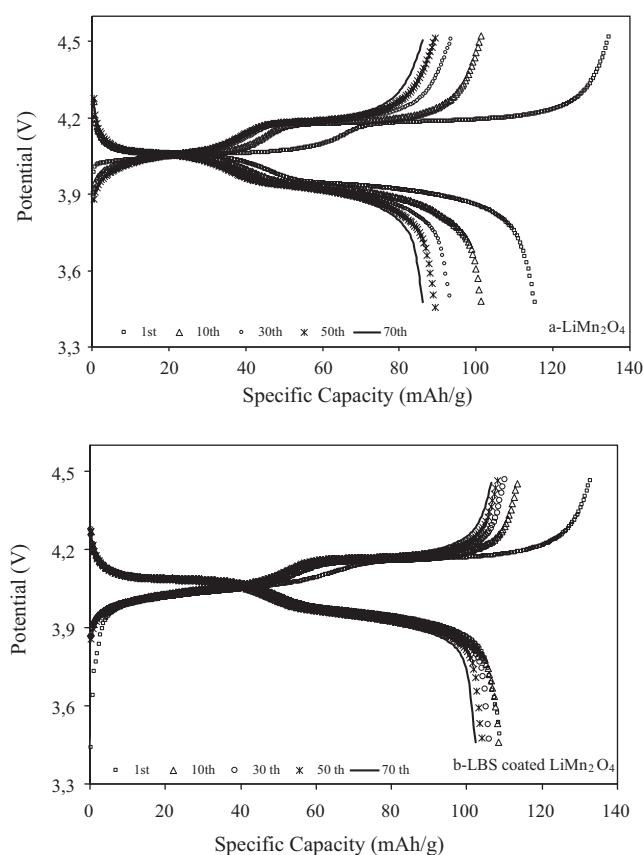 4,5
4,2
3,9
3,6
3,3
Potential (V)
1st 10th 30th 50th 70th
a-LiMn₂O₄
0 20 40 60 80 100 120 140
Specific Capacity (mAh/g)
4,5
4,2
3,9
3,6
3,3
Potential (V)
1st 10th 30 th 50 th 70 th
b-LBS coated LiMn₂O₄
0 20 40 60 80 100 120 140
Specific Capacity (mAh/g)